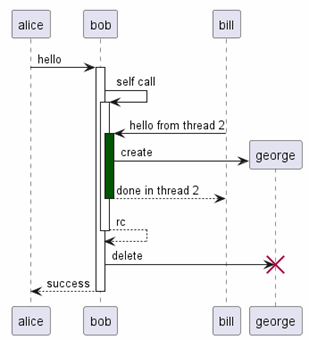 alice bob bill
hello
self call
hello from thread 2
create
george
done in thread 2
rc
delete
success
alice bob bill george